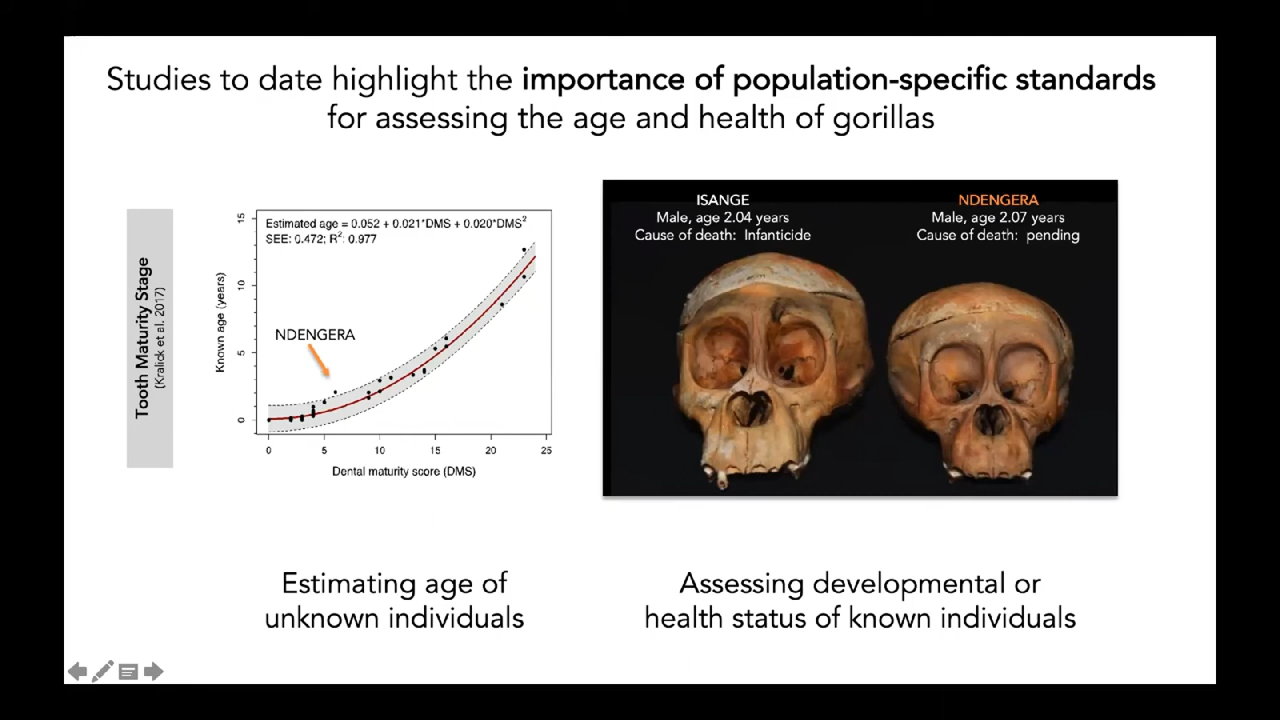 Studies to date highlight the importance of population-specific standards
for assessing the age and health of gorillas
Tooth Maturity Stage
(Kralick et al. 2017)
Estimated age = 0.052 + 0.021*DMS + 0.020*DMS²
SEE: 0.472; R²: 0.977
NDENGERA
Known age (years)
15
10
5
0
0 5 10 15 20 25
Dental maturity score (DMS)
ISANGE
Male, age 2.04 years
Cause of death: Infanticide
NDENGERA
Male, age 2.07 years
Cause of death: pending
Estimating age of
unknown individuals
Assessing developmental or
health status of known individuals